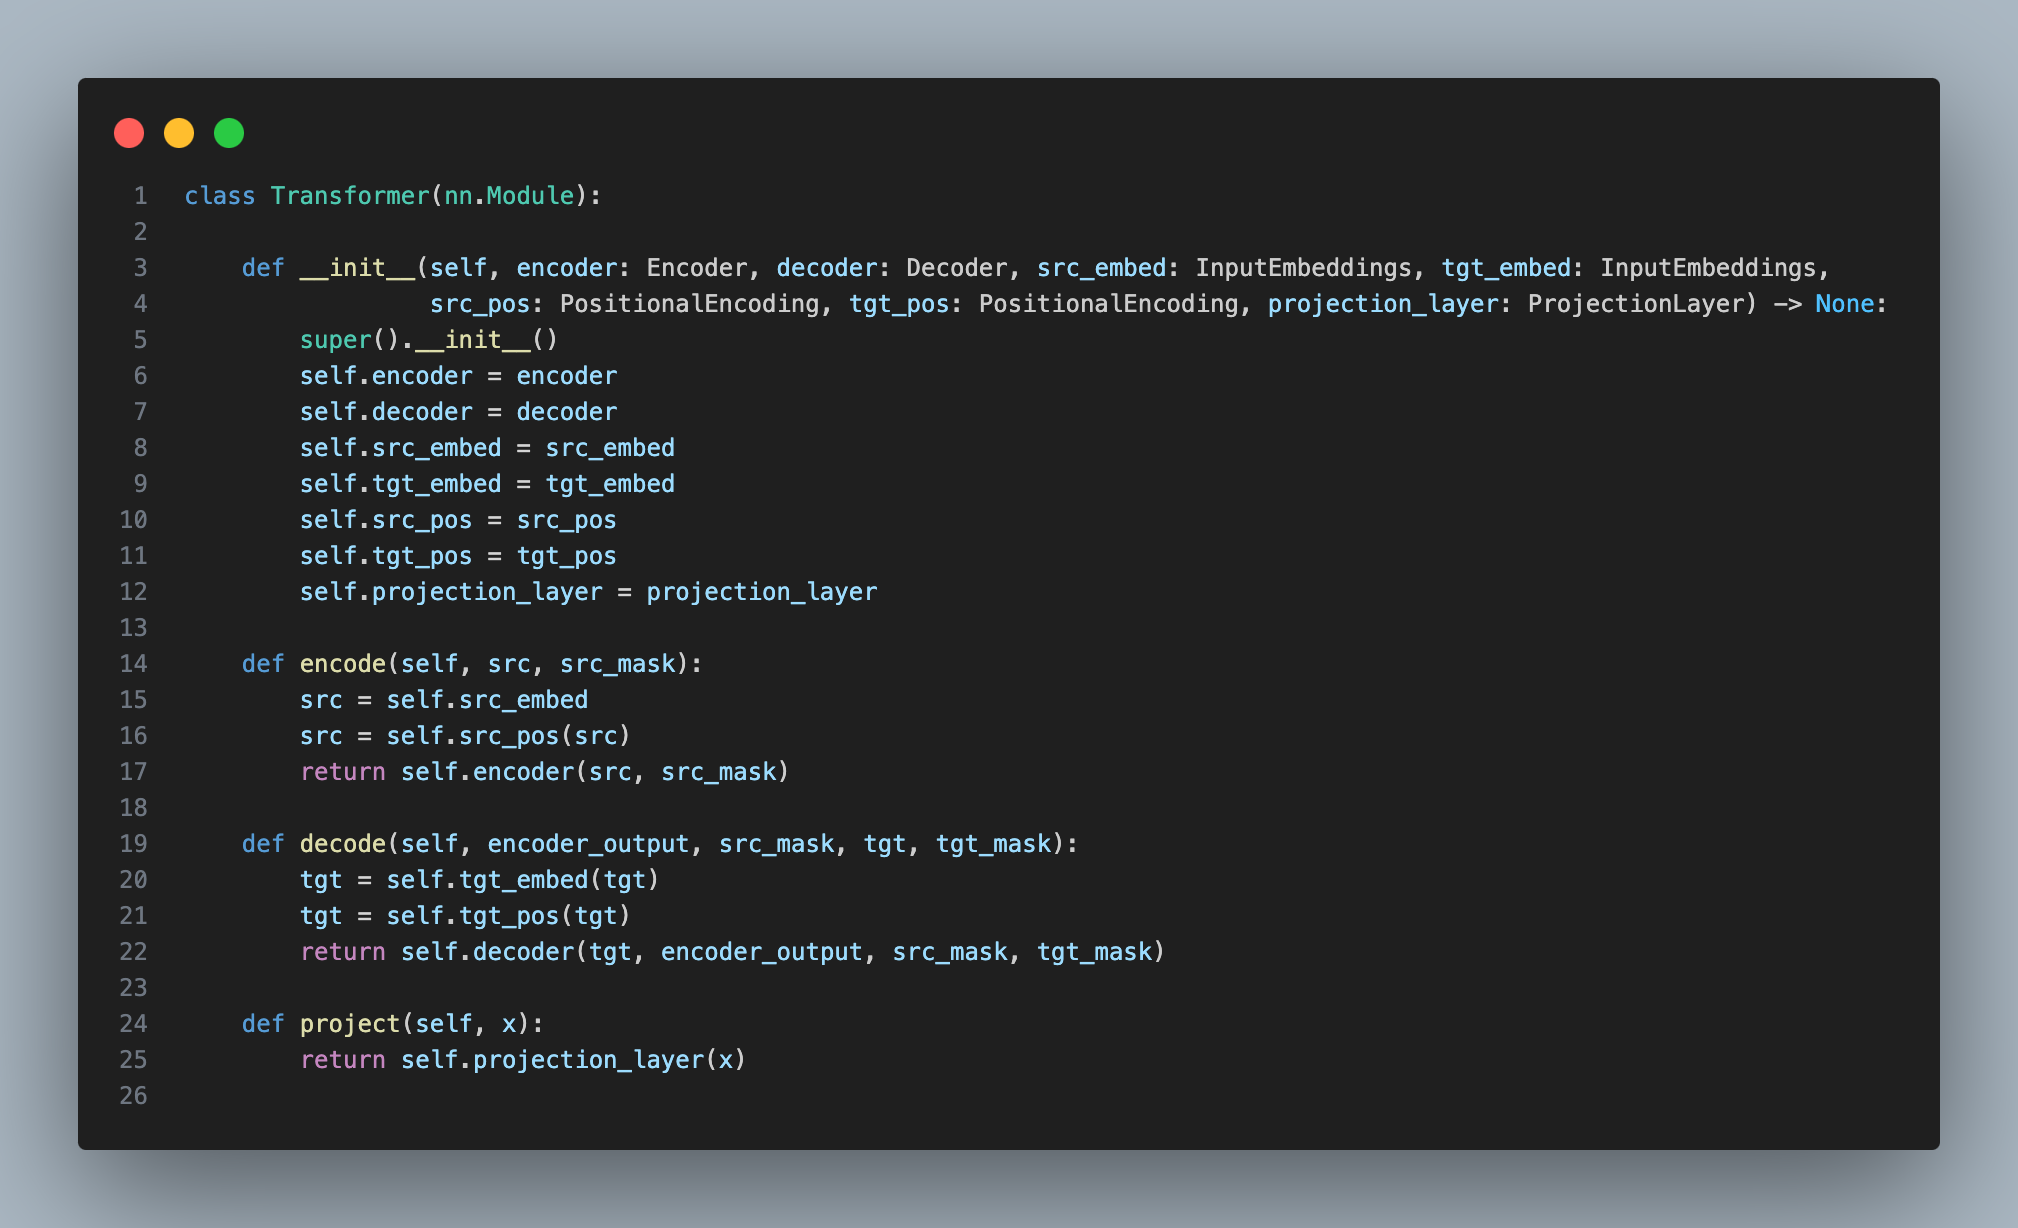 1 class Transformer(nn.Module):
2
3     def __init__(self, encoder: Encoder, decoder: Decoder, src_embed: InputEmbeddings, tgt_embed: InputEmbeddings,
4                  src_pos: PositionalEncoding, tgt_pos: PositionalEncoding, projection_layer: ProjectionLayer) -> None:
5         super().__init__()
6         self.encoder = encoder
7         self.decoder = decoder
8         self.src_embed = src_embed
9         self.tgt_embed = tgt_embed
10         self.src_pos = src_pos
11         self.tgt_pos = tgt_pos
12         self.projection_layer = projection_layer
13
14     def encode(self, src, src_mask):
15         src = self.src_embed
16         src = self.src_pos(src)
17         return self.encoder(src, src_mask)
18
19     def decode(self, encoder_output, src_mask, tgt, tgt_mask):
20         tgt = self.tgt_embed(tgt)
21         tgt = self.tgt_pos(tgt)
22         return self.decoder(tgt, encoder_output, src_mask, tgt_mask)
23
24     def project(self, x):
25         return self.projection_layer(x)
26